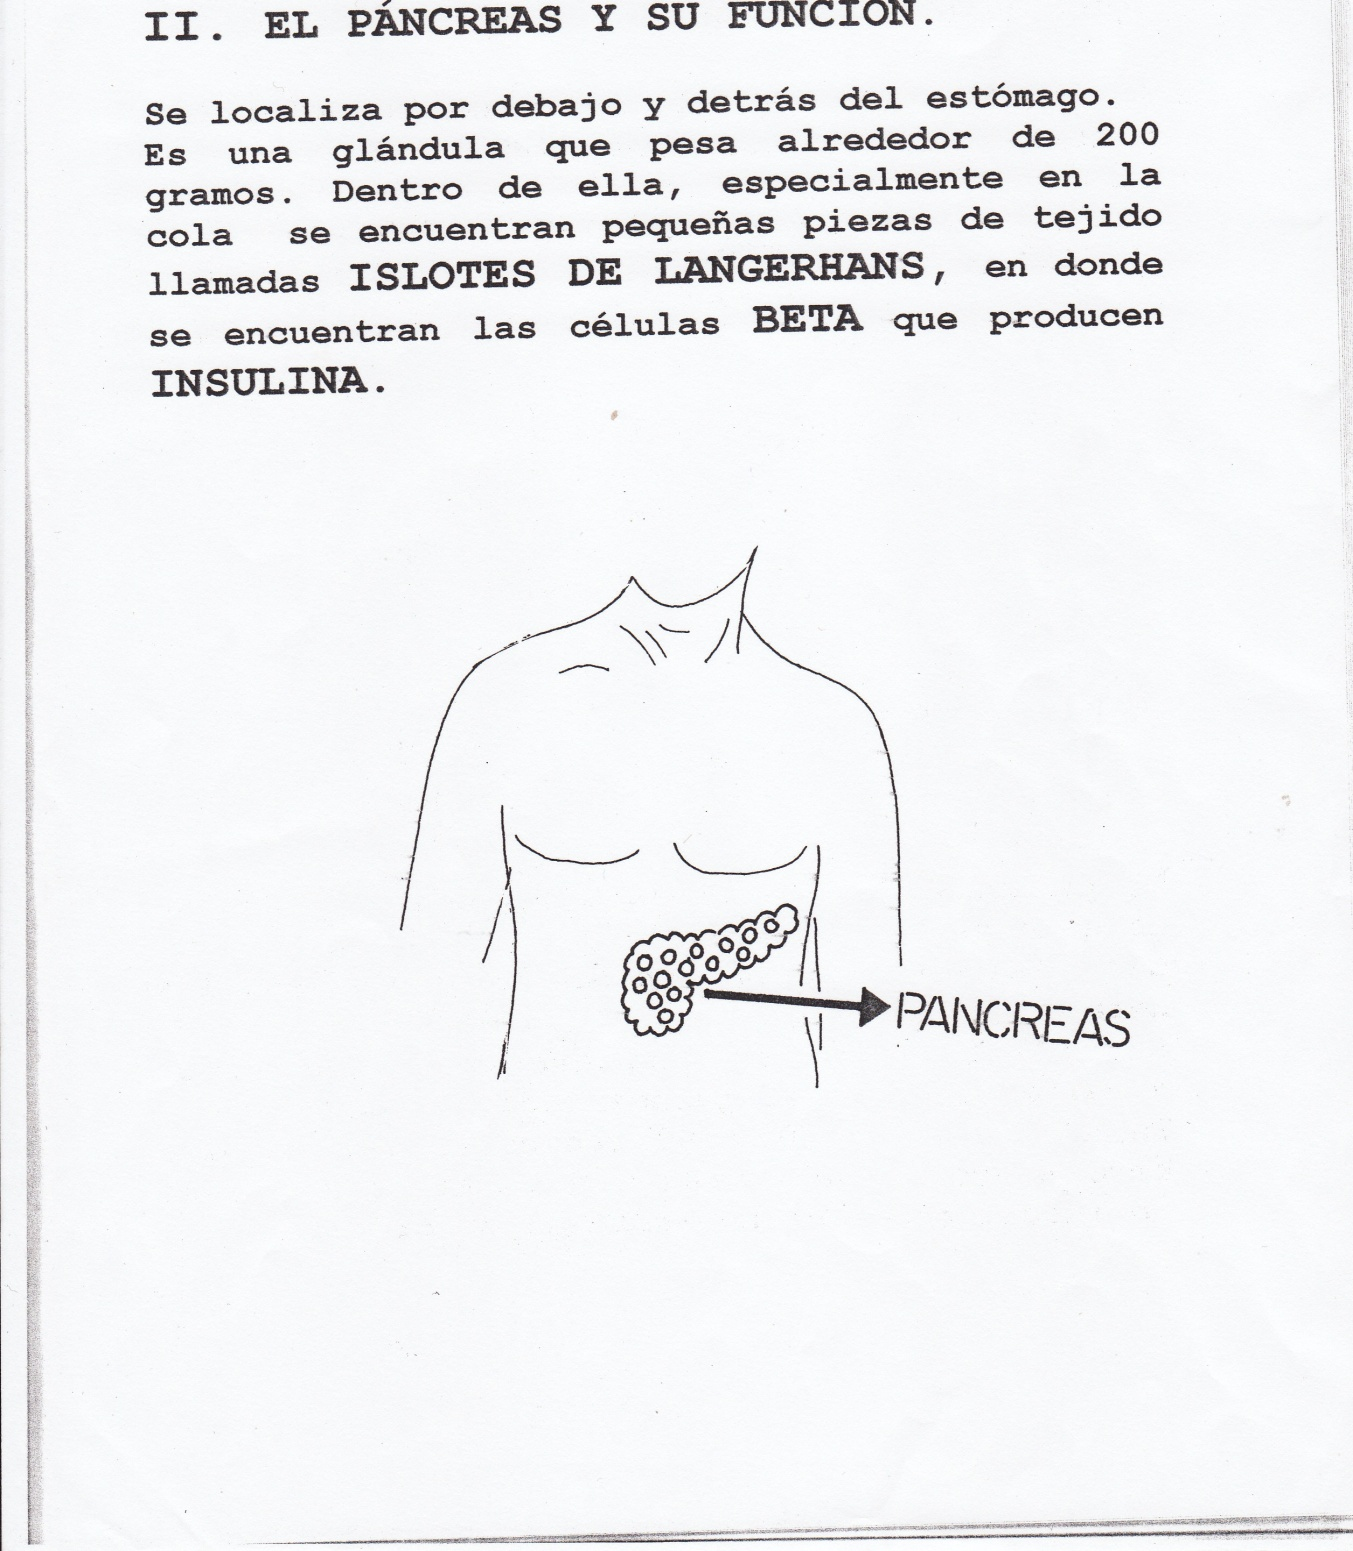 II. EL PÁNCREAS Y SU FUNCIÓN.
Se localiza por debajo y detrás del estómago.
Es una glándula que pesa alrededor de 200
gramos. Dentro de ella, especialmente en la
cola se encuentran pequeñas piezas de tejido
llamadas ISLOTES DE LANGERHANS, en donde
se encuentran las células BETA que producen
INSULINA.
PANCREAS